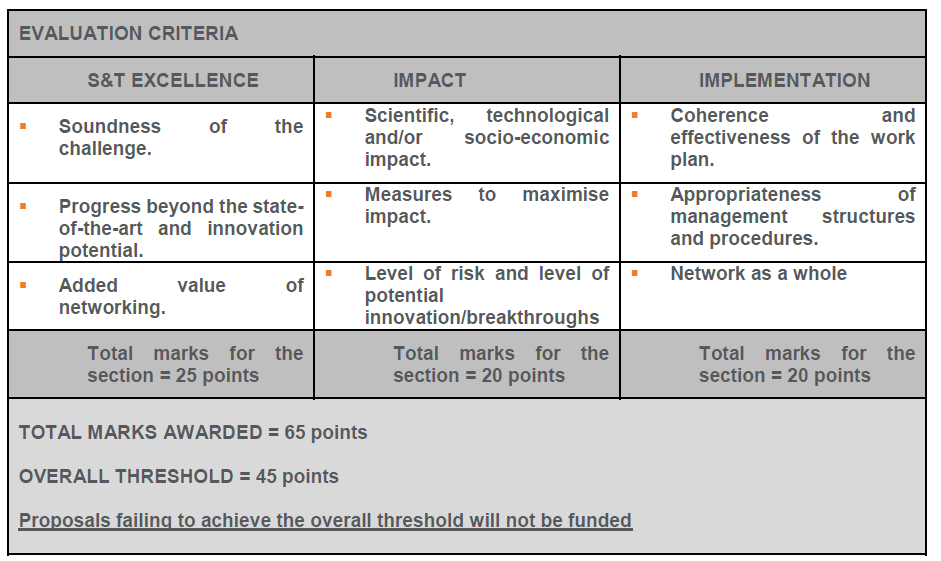 EVALUATION CRITERIA
S&T EXCELLENCE
IMPACT
IMPLEMENTATION
▪ Soundness of the
challenge.
▪ Scientific, technological
and/or socio-economic
impact.
▪ Coherence and
effectiveness of the work
plan.
▪ Progress beyond the state-
of-the-art and innovation
potential.
▪ Measures to maximise
impact.
▪ Appropriateness of
management structures
and procedures.
▪ Added value of
networking.
▪ Level of risk and level of
potential
innovation/breakthroughs
▪ Network as a whole
Total marks for the
section = 25 points
Total marks for the
section = 20 points
Total marks for the
section = 20 points
TOTAL MARKS AWARDED = 65 points
OVERALL THRESHOLD = 45 points
Proposals failing to achieve the overall threshold will not be funded